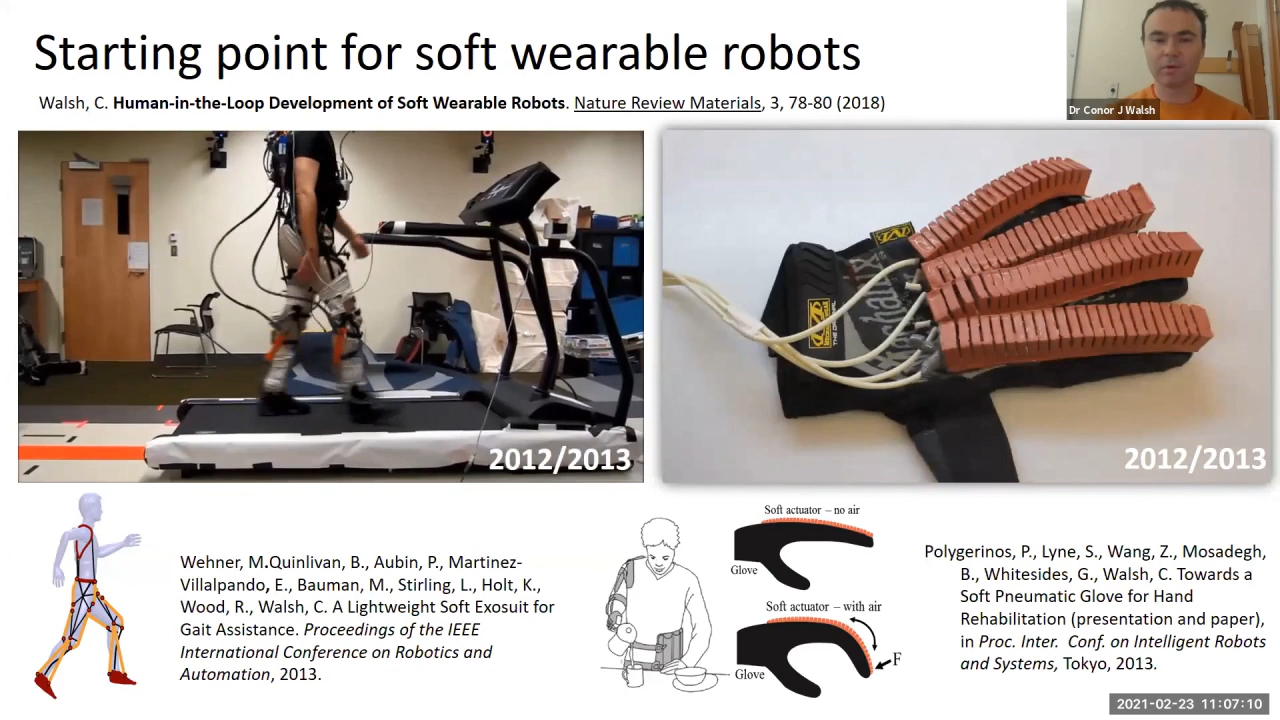 Starting point for soft wearable robots
Walsh, C. Human-in-the-Loop Development of Soft Wearable Robots. Nature Review Materials, 3, 78-80 (2018)
Dr Conor J Walsh
2012/2013
2012/2013
Wehner, M.Quinlivan, B., Aubin, P., Martinez-
Villalpando, E., Bauman, M., Stirling, L., Holt, K.,
Wood, R., Walsh, C. A Lightweight Soft Exosuit for
Gait Assistance. Proceedings of the IEEE
International Conference on Robotics and
Automation, 2013.
Soft actuator – no air
Glove
Soft actuator – with air
F
Glove
Polygerinos, P., Lyne, S., Wang, Z., Mosadegh,
B., Whitesides, G., Walsh, C. Towards a
Soft Pneumatic Glove for Hand
Rehabilitation (presentation and paper),
in Proc. Inter. Conf. on Intelligent Robots
and Systems, Tokyo, 2013.
2021-02-23 11:07:10